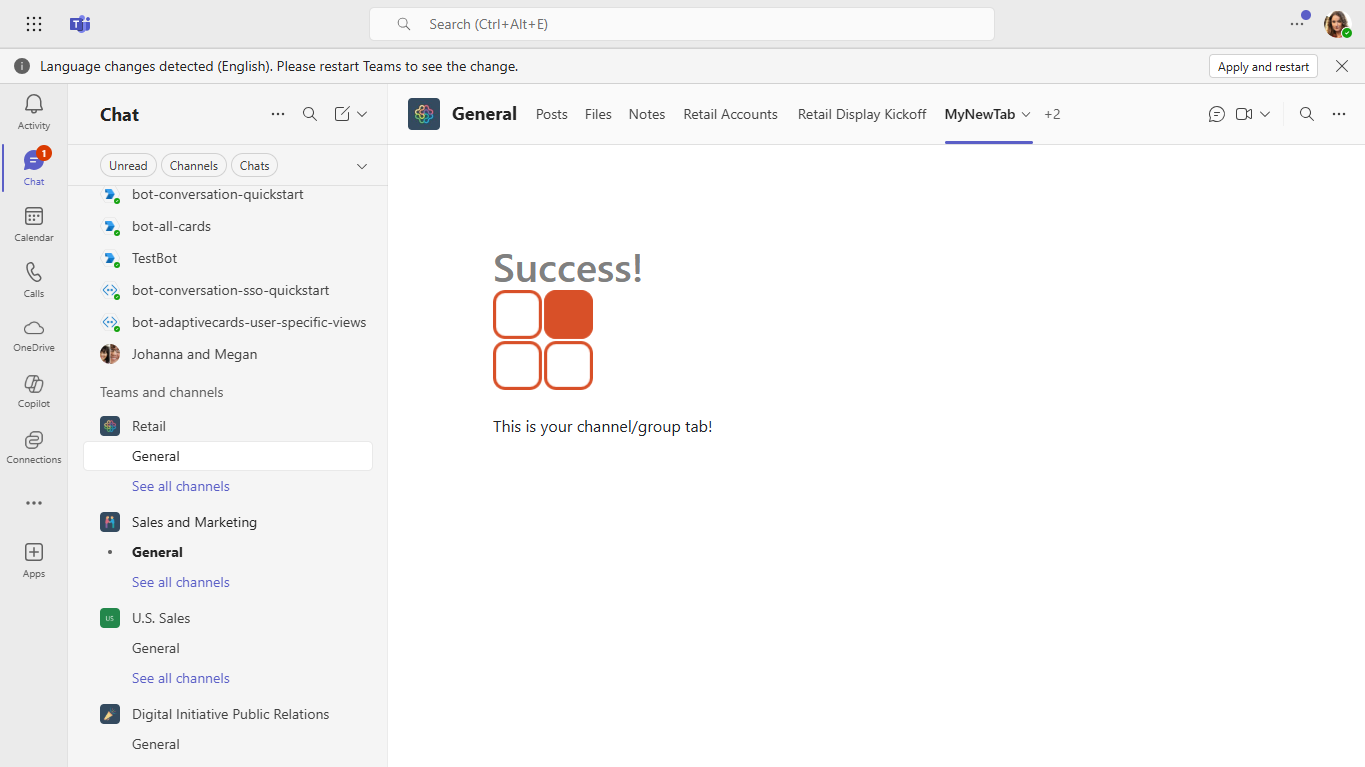 Search (Ctrl+Alt+E)
Language changes detected (English). Please restart Teams to see the change.
Apply and restart
Activity
1
Chat
Calendar
Calls
OneDrive
Copilot
Connections
Apps
Chat
Unread
Channels
Chats
bot-conversation-quickstart
bot-all-cards
TestBot
bot-conversation-sso-quickstart
bot-adaptivecards-user-specific-views
Johanna and Megan
Teams and channels
Retail
General
See all channels
Sales and Marketing
General
See all channels
US
U.S. Sales
General
See all channels
Digital Initiative Public Relations
General
General
Posts
Files
Notes
Retail Accounts
Retail Display Kickoff
MyNewTab
+2
Success!
This is your channel/group tab!